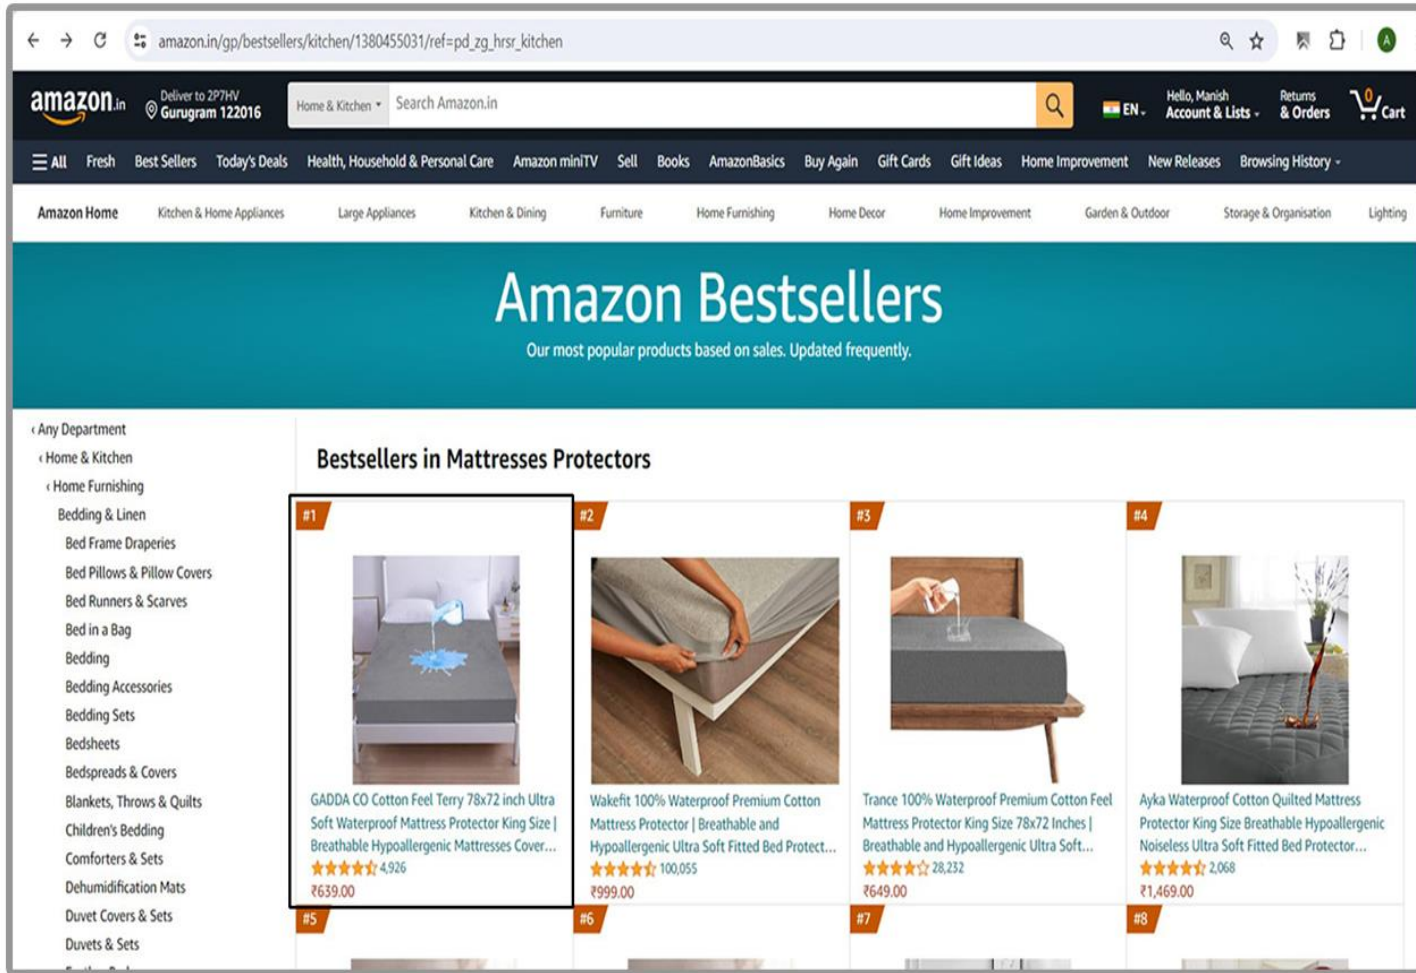 amazon.in/gp/bestsellers/kitchen/1380455031/ref=pd_zg_hrsr_kitchen
A
amazon.in
Deliver to 2P7HV
Gurugram 122016
Home & Kitchen
Search Amazon.in
EN
Hello, Manish
Account & Lists
Returns
& Orders
0
Cart
All Fresh Best Sellers Today's Deals Health, Household & Personal Care Amazon miniTV Sell Books AmazonBasics Buy Again Gift Cards Gift Ideas Home Improvement New Releases Browsing History
Amazon Home Kitchen & Home Appliances Large Appliances Kitchen & Dining Furniture Home Furnishing Home Decor Home Improvement Garden & Outdoor Storage & Organisation Lighting
Amazon Bestsellers
Our most popular products based on sales. Updated frequently.
‹ Any Department
‹ Home & Kitchen
‹ Home Furnishing
Bedding & Linen
Bed Frame Draperies
Bed Pillows & Pillow Covers
Bed Runners & Scarves
Bed in a Bag
Bedding
Bedding Accessories
Bedding Sets
Bedsheets
Bedspreads & Covers
Blankets, Throws & Quilts
Children's Bedding
Comforters & Sets
Dehumidification Mats
Duvet Covers & Sets
Duvets & Sets
Bestsellers in Mattresses Protectors
#1
GADDA CO Cotton Feel Terry 78x72 inch Ultra
Soft Waterproof Mattress Protector King Size |
Breathable Hypoallergenic Mattresses Cover...
4,926
₹639.00
#2
Wakefit 100% Waterproof Premium Cotton
Mattress Protector | Breathable and
Hypoallergenic Ultra Soft Fitted Bed Protect...
100,055
₹999.00
#3
Trance 100% Waterproof Premium Cotton Feel
Mattress Protector King Size 78x72 Inches |
Breathable and Hypoallergenic Ultra Soft...
28,232
₹649.00
#4
Ayka Waterproof Cotton Quilted Mattress
Protector King Size Breathable Hypoallergenic
Noiseless Ultra Soft Fitted Bed Protector...
2,068
₹1,469.00
#5
#6
#7
#8